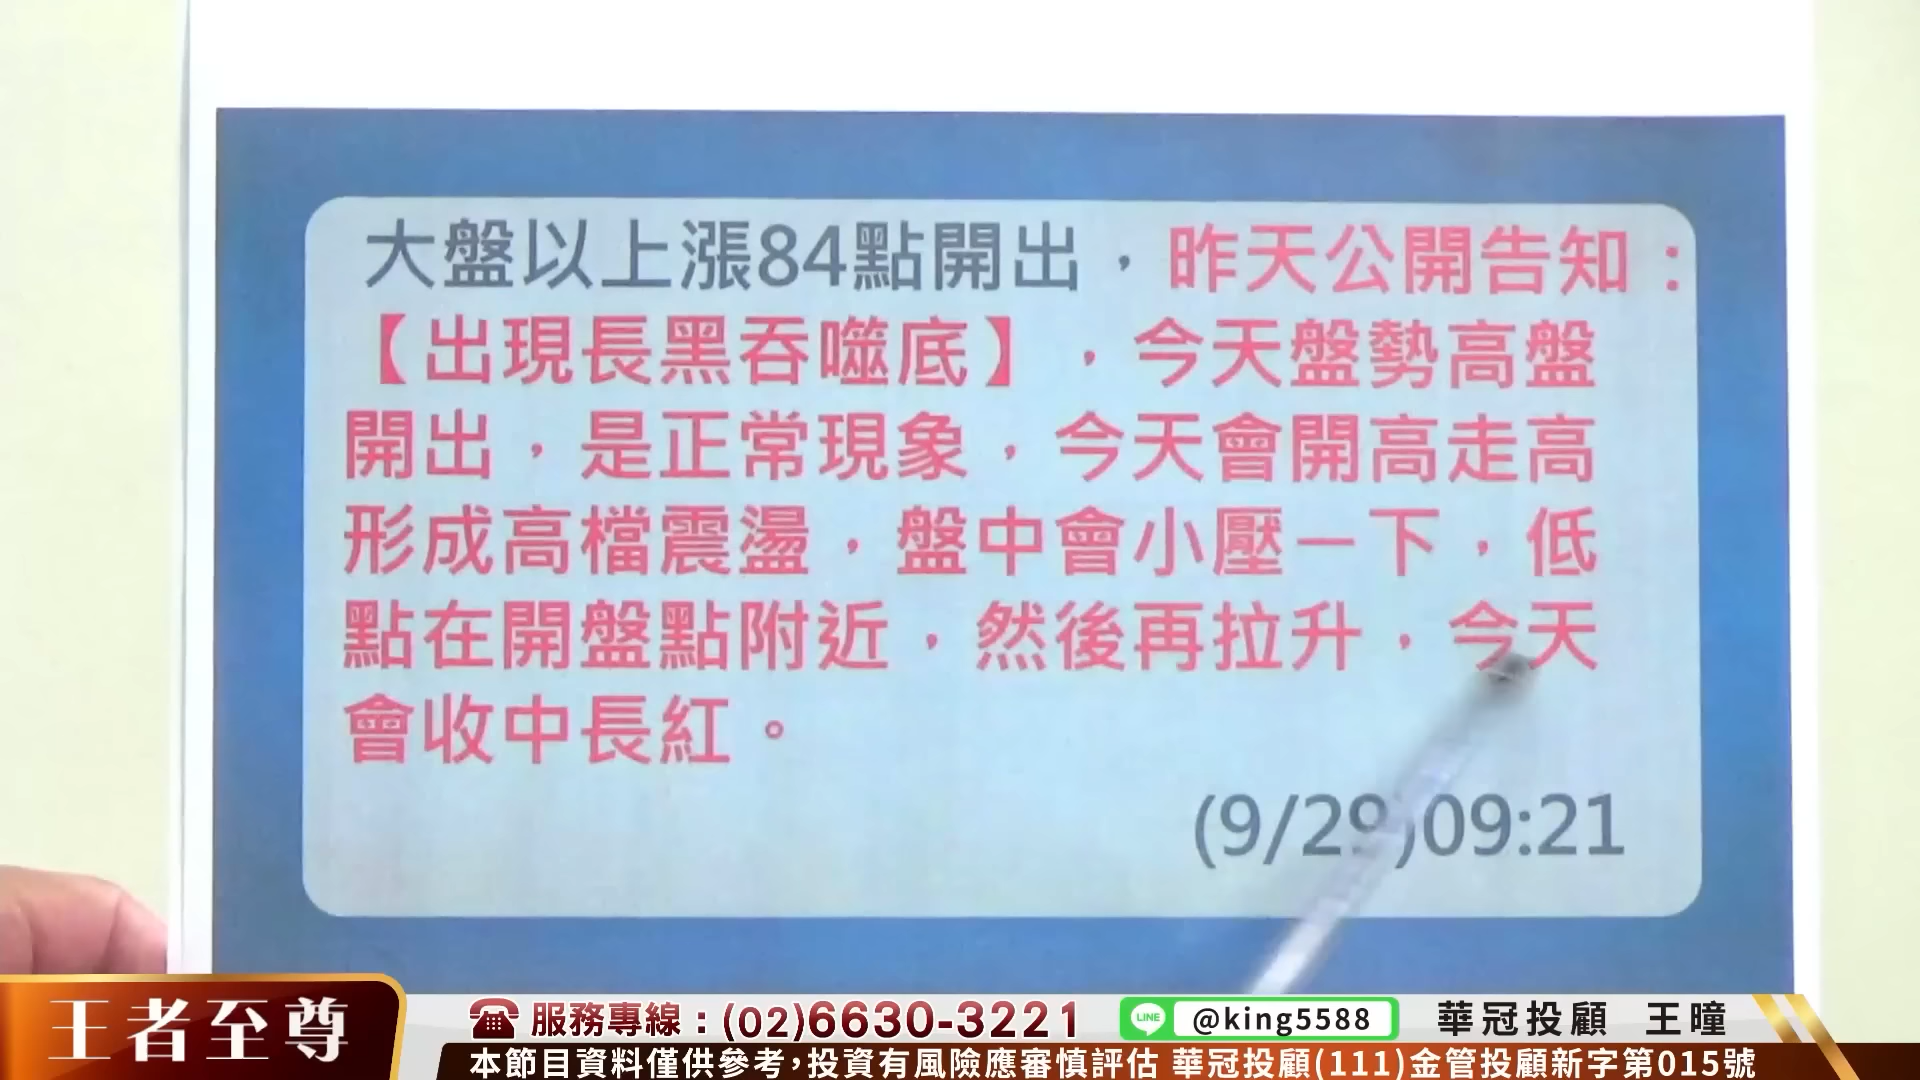 大盤以上漲84點開出，昨天公開告知：
【出現長黑吞噬底】，今天盤勢高盤
開出，是正常現象，今天會開高走高
形成高檔震盪，盤中會小壓一下，低
點在開盤點附近，然後再拉升，今天
會收中長紅。
(9/29)09:21
王者至尊
服務專線：(02)6630-3221
LINE
@king5588
華冠投顧 王曈
本節目資料僅供參考，投資有風險應審慎評估 華冠投顧(111)金管投顧新字第015號